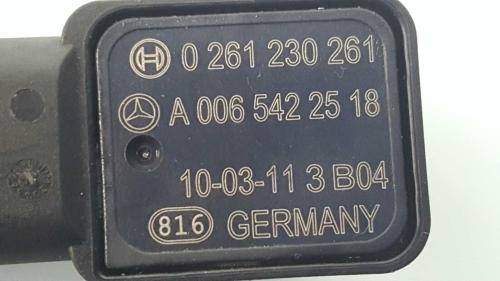 0 261 230 261
A 006 542 25 18
10-03-11 3 B04
816 GERMANY